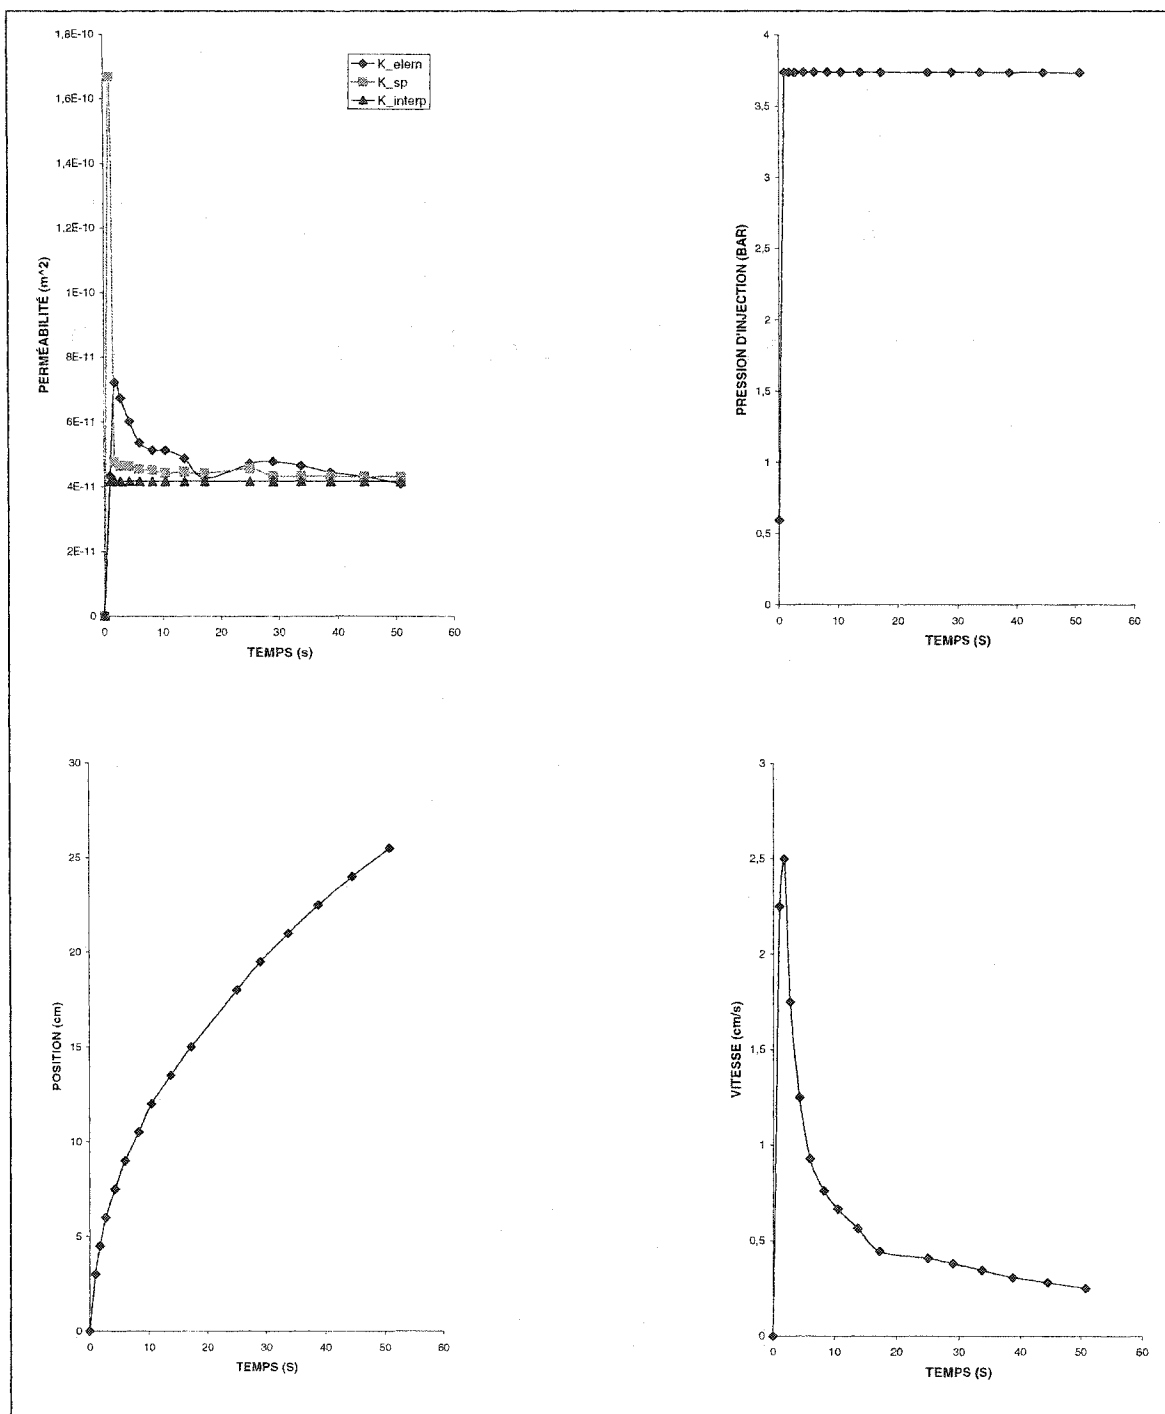 1,8E-10
1,6E-10
1,4E-10
1,2E-10
1E-10
8E-11
6E-11
4E-11
2E-11
0
PERMÉABILITÉ (m^2)
K_elem
K_sp
K_interp
0 10 20 30 40 50 60
TEMPS (s)
4
3,5
3
2,5
2
1,5
1
0,5
0
PRESSION D'INJECTION (BAR)
0 10 20 30 40 50 60
TEMPS (S)
30
25
20
15
10
5
0
POSITION (cm)
0 10 20 30 40 50 60
TEMPS (S)
3
2,5
2
1,5
1
0,5
0
VITESSE (cm/s)
0 10 20 30 40 50 60
TEMPS (S)